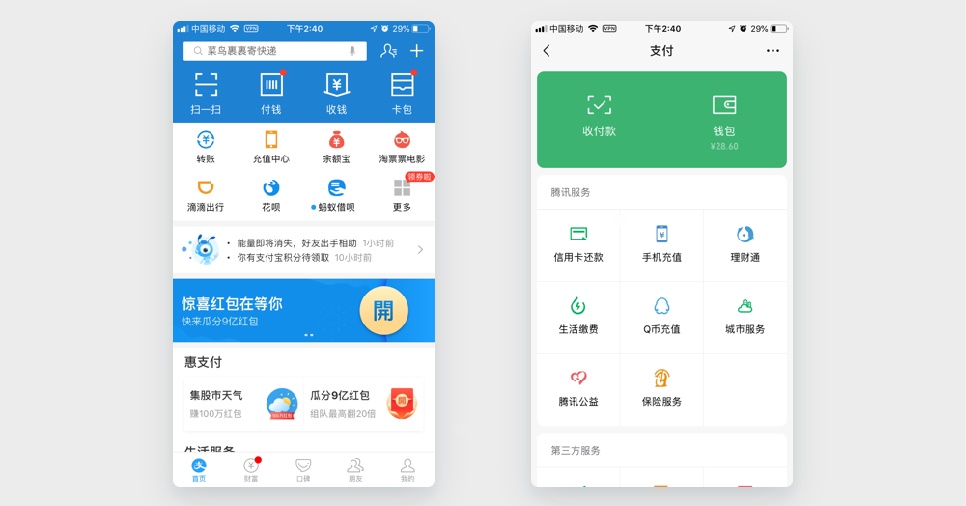 中国移动 VPN 下午2:40 29%
菜鸟裹裹寄快递
扫一扫 付钱 收钱 卡包
转账 充值中心 余额宝 淘票票电影
领券啦
滴滴出行 花呗 蚂蚁借呗 更多
能量即将消失，好友出手相助 1小时前
你有支付宝积分待领取 10小时前
惊喜红包在等你
快来瓜分9亿红包
開
惠支付
集股市天气 瓜分9亿红包
赚100万红包 组队最高翻20倍
生活服务
首页 财富 口碑 朋友 我的
中国移动 VPN 下午2:40 29%
支付
收付款 钱包
¥28.60
腾讯服务
信用卡还款 手机充值 理财通
生活缴费 Q币充值 城市服务
腾讯公益 保险服务
第三方服务